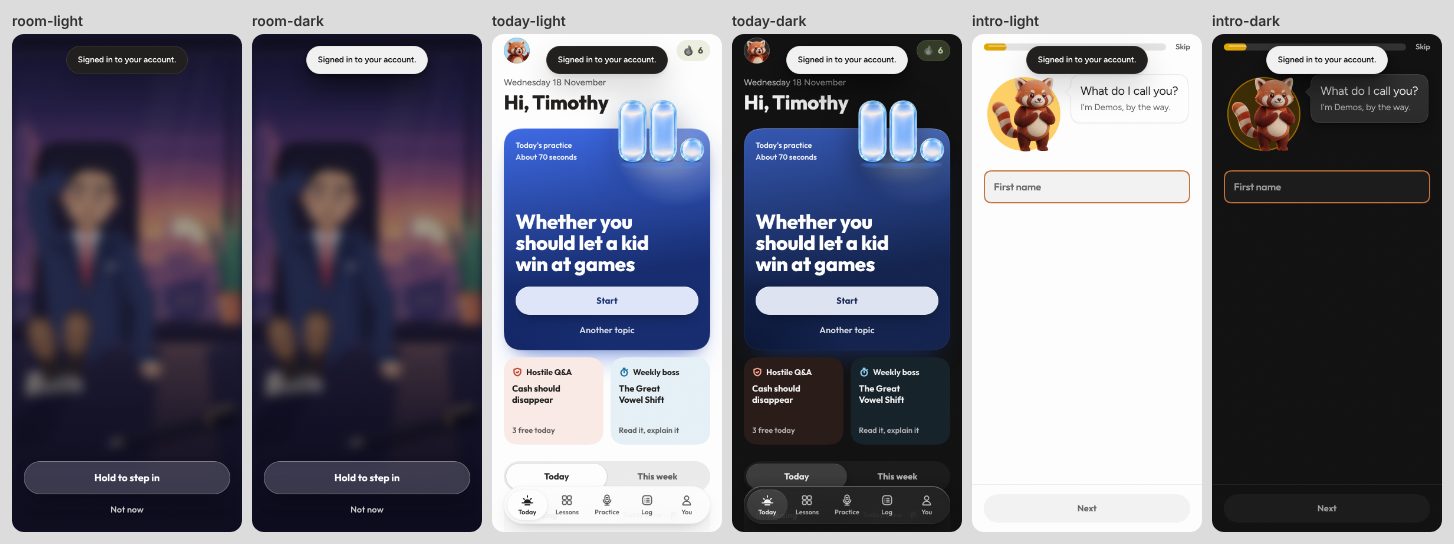 room-light
Signed in to your account.
Hold to step in
Not now
room-dark
Signed in to your account.
Hold to step in
Not now
today-light
Signed in to your account.
6
Wednesday 18 November
Hi, Timothy
Today's practice
About 70 seconds
Whether you
should let a kid
win at games
Start
Another topic
Hostile Q&A
Cash should
disappear
3 free today
Weekly boss
The Great
Vowel Shift
Read it, explain it
Today
This week
Today
Lessons
Practice
Log
You
today-dark
Signed in to your account.
6
Wednesday 18 November
Hi, Timothy
Today's practice
About 70 seconds
Whether you
should let a kid
win at games
Start
Another topic
Hostile Q&A
Cash should
disappear
3 free today
Weekly boss
The Great
Vowel Shift
Read it, explain it
Today
This week
Today
Lessons
Practice
Log
You
intro-light
Skip
Signed in to your account.
What do I call you?
I'm Demos, by the way.
First name
Next
intro-dark
Skip
Signed in to your account.
What do I call you?
I'm Demos, by the way.
First name
Next